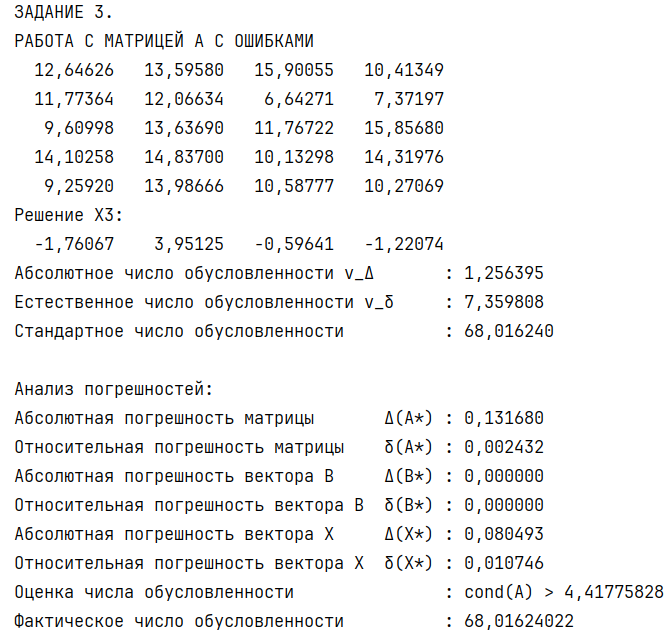 ЗАДАНИЕ 3.
РАБОТА С МАТРИЦЕЙ А С ОШИБКАМИ
12,64626 13,59580 15,90055 10,41349
11,77364 12,06634 6,64271 7,37197
9,60998 13,63690 11,76722 15,85680
14,10258 14,83700 10,13298 14,31976
9,25920 13,98666 10,58777 10,27069
Решение X3:
-1,76067 3,95125 -0,59641 -1,22074
Абсолютное число обусловленности v_Δ : 1,256395
Естественное число обусловленности v_δ : 7,359808
Стандартное число обусловленности : 68,016240
Анализ погрешностей:
Абсолютная погрешность матрицы Δ(A*) : 0,131680
Относительная погрешность матрицы δ(A*) : 0,002432
Абсолютная погрешность вектора B Δ(B*) : 0,000000
Относительная погрешность вектора B δ(B*) : 0,000000
Абсолютная погрешность вектора X Δ(X*) : 0,080493
Относительная погрешность вектора X δ(X*) : 0,010746
Оценка числа обусловленности : cond(A) > 4,41775828
Фактическое число обусловленности : 68,01624022